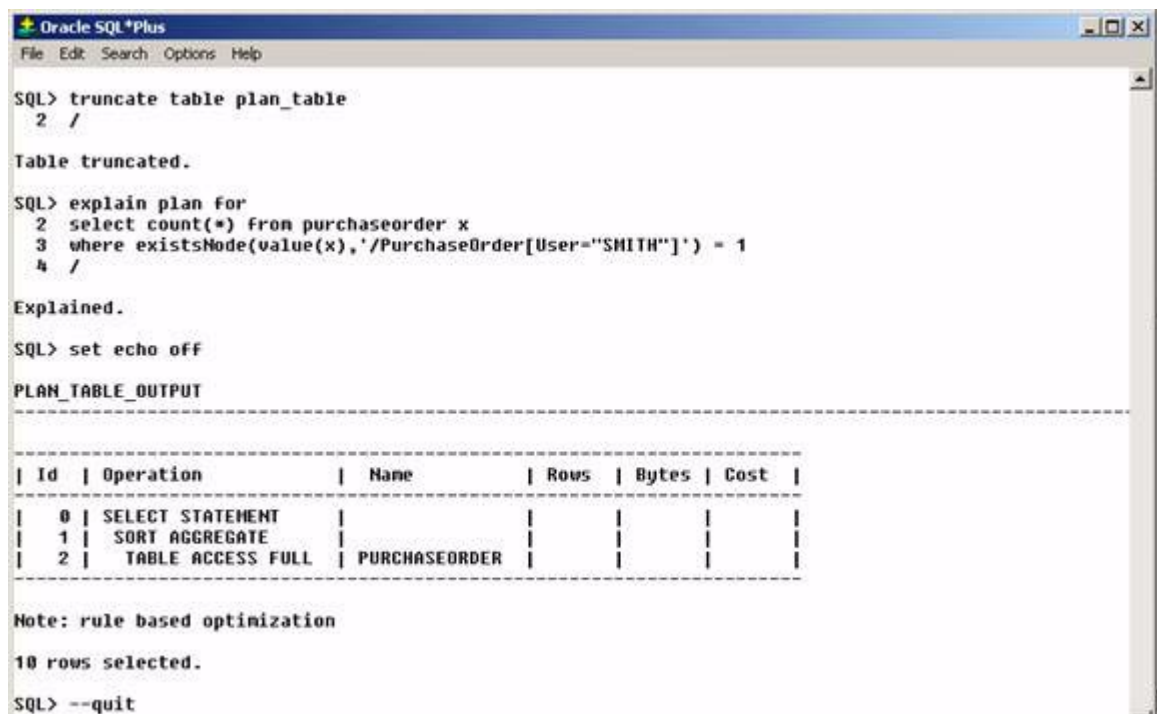 Oracle SQL*Plus
File Edit Search Options Help
SQL> truncate table plan_table
  2  /
Table truncated.
SQL> explain plan for
  2  select count(*) from purchaseorder x
  3  where existsNode(value(x),'/PurchaseOrder[User="SMITH"]') = 1
  4  /
Explained.
SQL> set echo off
PLAN_TABLE_OUTPUT
--------------------------------------------------------------------------------
--------------------------------------------------------------------------------
| Id  | Operation            |  Name          | Rows  | Bytes | Cost  |
--------------------------------------------------------------------------------
|   0 | SELECT STATEMENT     |                |       |       |       |
|   1 |  SORT AGGREGATE      |                |       |       |       |
|   2 |   TABLE ACCESS FULL  | PURCHASEORDER  |       |       |       |
--------------------------------------------------------------------------------
Note: rule based optimization
10 rows selected.
SQL> --quit